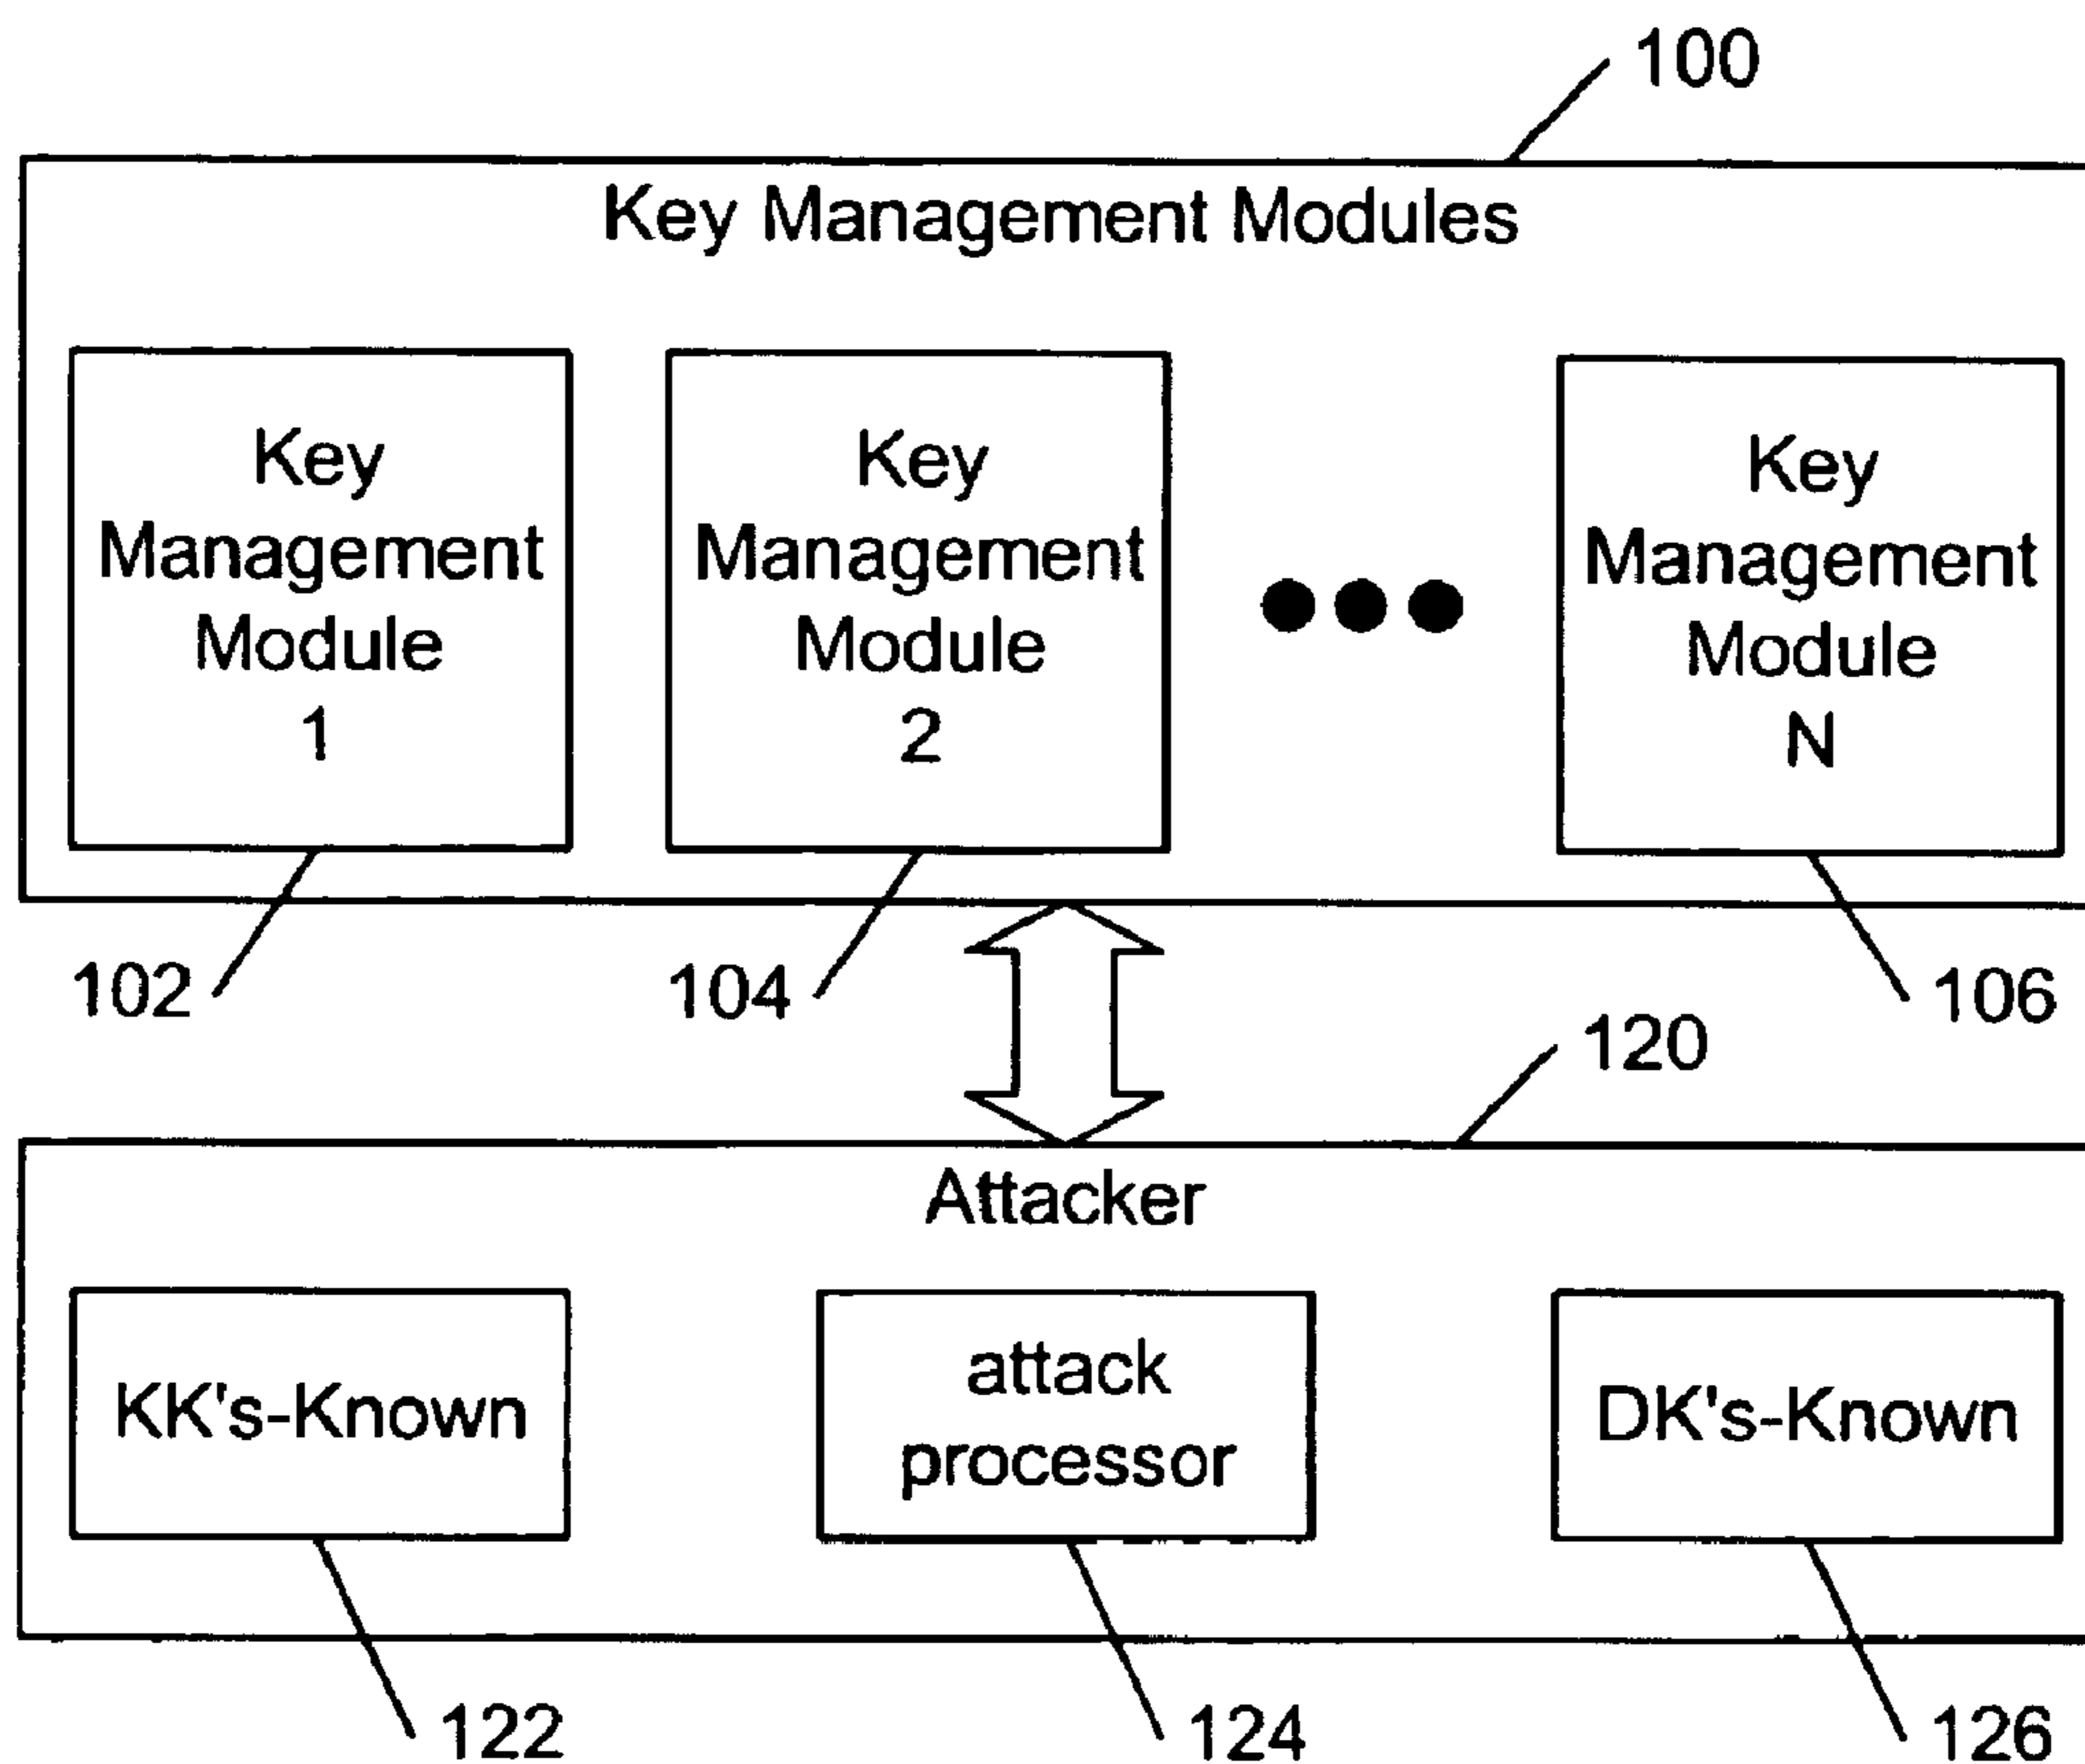 100
Key Management Modules
Key
Management
Module
1
Key
Management
Module
2
Key
Management
Module
N
102
104
106
120
Attacker
KK's-Known
attack
processor
DK's-Known
122
124
126